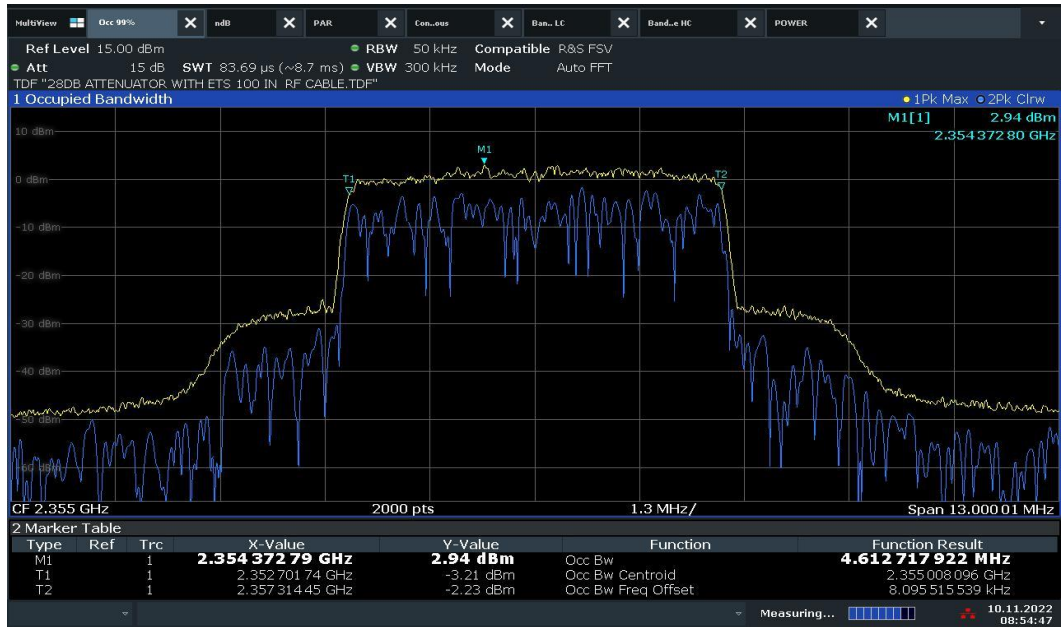 MultiView Occ 99% ndB PAR Con..ous Ban.. LC Band..e HC POWER
Ref Level 15.00 dBm RBW 50 kHz Compatible R&S FSV
Att 15 dB SWT 83.69 µs (~8.7 ms) VBW 300 kHz Mode Auto FFT
TDF "28DB ATTENUATOR WITH ETS 100 IN RF CABLE.TDF"
1 Occupied Bandwidth 1Pk Max 2Pk Clrw
M1[1] 2.94 dBm
2.354 372 80 GHz
10 dBm
M1
0 dBm
T1 T2
-10 dBm
-20 dBm
-30 dBm
-40 dBm
-50 dBm
-60 dBm
CF 2.355 GHz 2000 pts 1.3 MHz/ Span 13.000 01 MHz
2 Marker Table
Type Ref Trc X-Value Y-Value Function Function Result
M1 1 2.354 372 79 GHz 2.94 dBm Occ Bw 4.612 717 922 MHz
T1 1 2.352 701 74 GHz -3.21 dBm Occ Bw Centroid 2.355 008 096 GHz
T2 1 2.357 314 45 GHz -2.23 dBm Occ Bw Freq Offset 8.095 515 539 kHz
Measuring... 10.11.2022
08:54:47